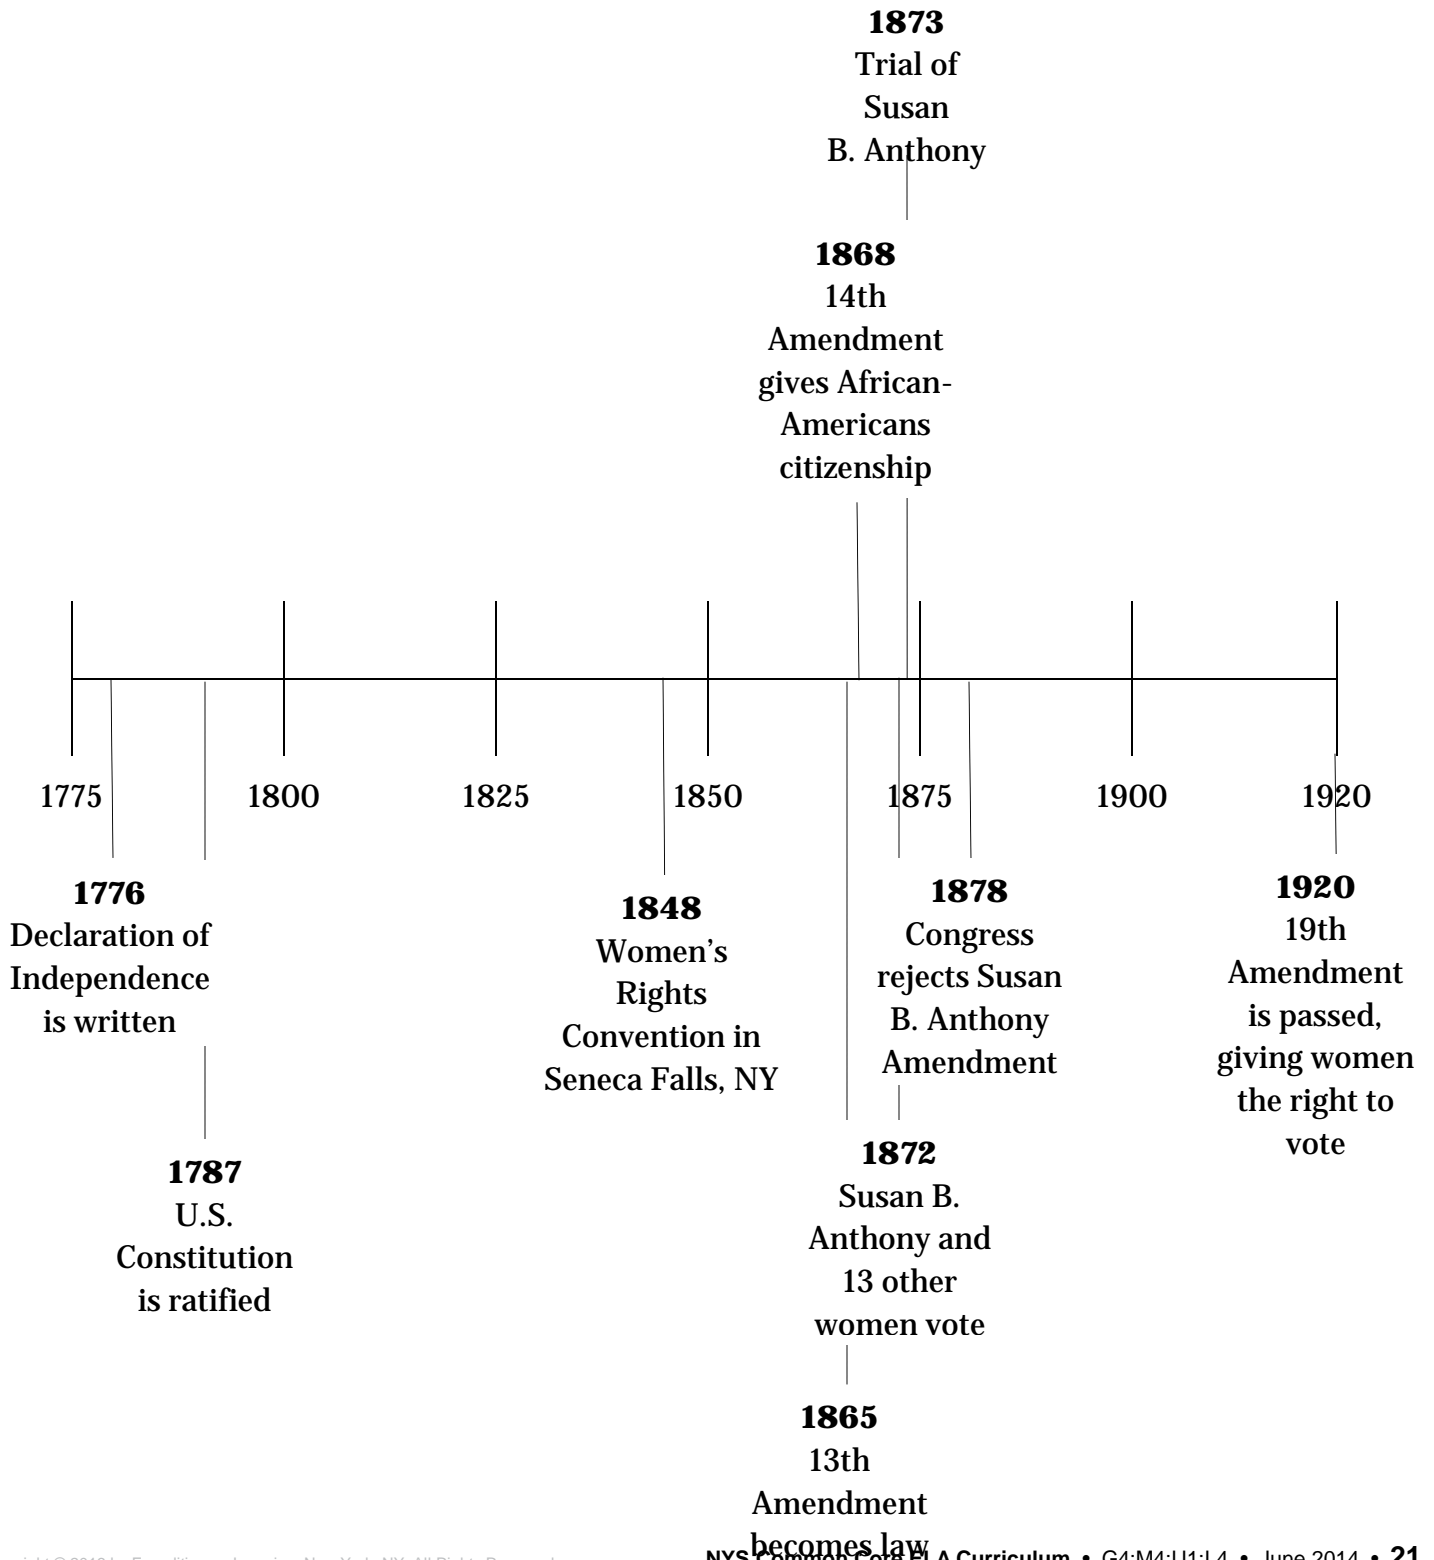 1873
Trial of
Susan
B. Anthony
1868
14th
Amendment
gives African-
Americans
citizenship
1775
1800
1825
1850
1875
1900
1920
1776
Declaration of
Independence
is written
1787
U.S.
Constitution
is ratified
1848
Women's
Rights
Convention in
Seneca Falls, NY
1878
Congress
rejects Susan
B. Anthony
Amendment
1872
Susan B.
Anthony and
13 other
women vote
1865
13th
Amendment
becomes law
1920
19th
Amendment
is passed,
giving women
the right to
vote
NYS Common Core ELA Curriculum • G4:M4:U1:L4 • June 2014 • 21